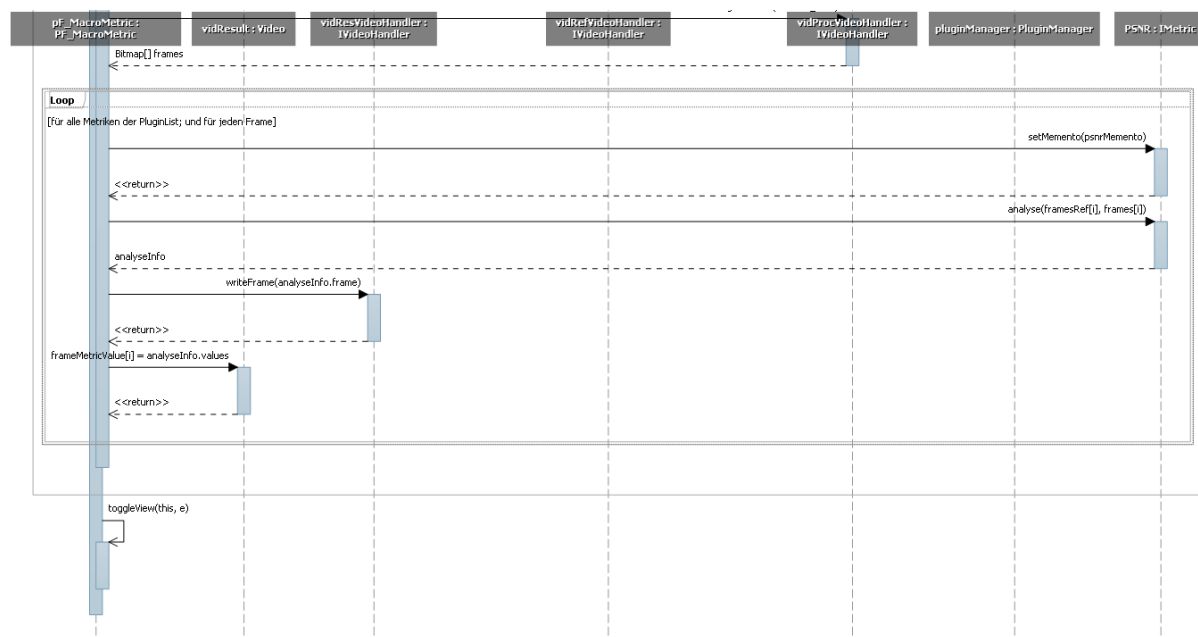 pF_MacroMetric :
PF_MacroMetric
vidResult : Video
vidResVideoHandler :
IVideoHandler
vidRefVideoHandler :
IVideoHandler
vidProcVideoHandler :
IVideoHandler
pluginManager : PluginManager
PSNR : IMetric
Bitmap[] frames
Loop
[für alle Metriken der PluginList; und für jeden Frame]
setMemento(psnrMemento)
<<return>>
analyse(framesRef[i], frames[i])
analyseInfo
writeFrame(analyseInfo.frame)
<<return>>
frameMetricValue[i] = analyseInfo.values
<<return>>
toggleView(this, e)